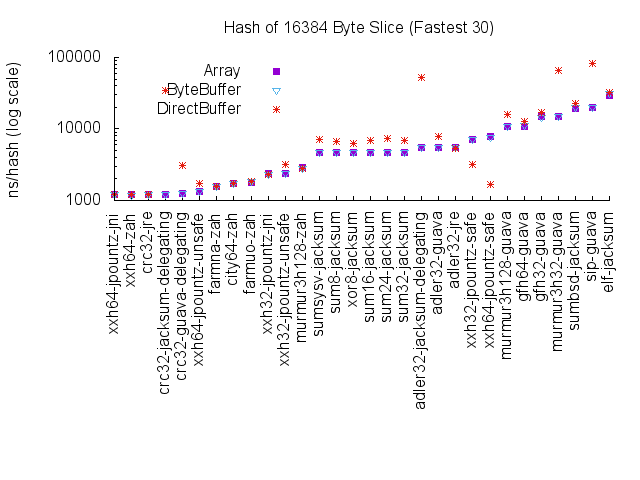 Hash of 16384 Byte Slice (Fastest 30)
ns/hash (log scale)
100000
10000
1000
Array
ByteBuffer
DirectBuffer
xxh64-jpountz-jni
xxh64-zah
crc32-jre
crc32-jacksum-delegating
crc32-guava-delegating
xxh64-jpountz-unsafe
farmna-zah
city64-zah
farmuo-zah
xxh32-jpountz-jni
xxh32-jpountz-unsafe
murmur3h128-zah
sumsysv-jacksum
sum8-jacksum
xor8-jacksum
sum16-jacksum
sum24-jacksum
sum32-jacksum
adler32-jacksum-delegating
adler32-guava
adler32-jre
xxh32-jpountz-safe
xxh64-jpountz-safe
murmur3h128-guava
gfh64-guava
gfh32-guava
murmur3h32-guava
sumbsd-jacksum
sip-guava
elf-jacksum